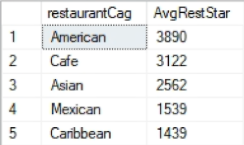 restaurantCag AvgRestStar
1 American 3890
2 Cafe 3122
3 Asian 2562
4 Mexican 1539
5 Caribbean 1439